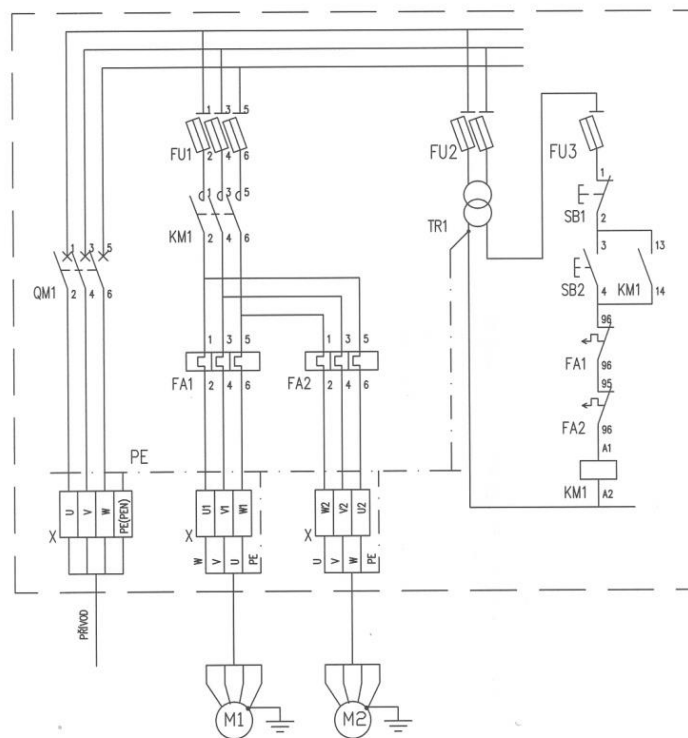 1 3 5
FU1
2 4 6
FU2
FU3
1 3 5
KM1
2 4 6
TR1
1
SB1
2
1 3 5
QM1
2 4 6
3
SB2
4
13
KM1
14
1 3 5
FA1
2 4 6
1 3 5
FA2
2 4 6
96
FA1
96
95
FA2
96
A1
KM1
A2
PE
X
U
V
W
PE(PEN)
X
U1
V1
W1
W
V
U
PE
X
W2
V2
U2
U
V
W
PE
PŘÍVOD
M1
M2